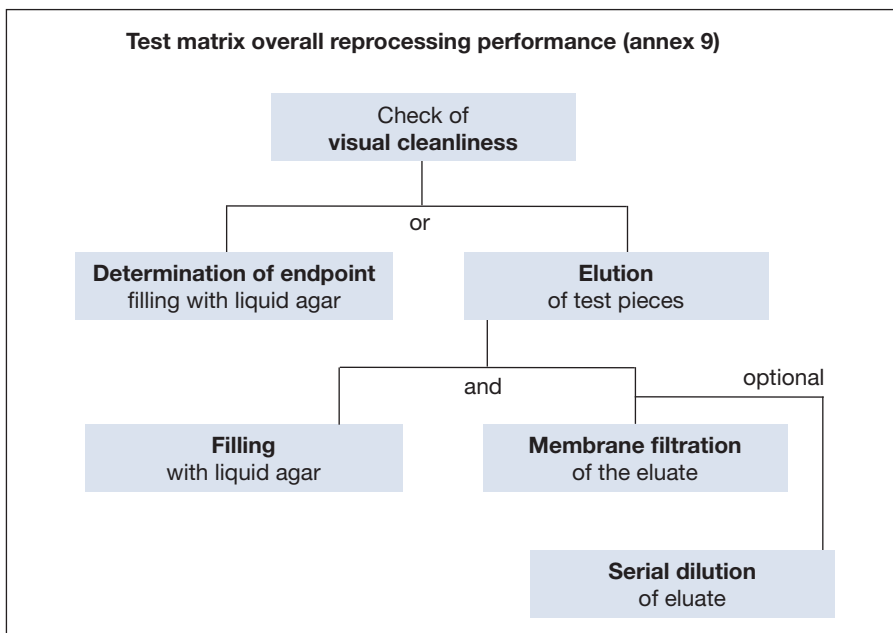 Test matrix overall reprocessing performance (annex 9)
Check of
visual cleanliness
or
Determination of endpoint
filling with liquid agar
Elution
of test pieces
and
optional
Filling
with liquid agar
Membrane filtration
of the eluate
Serial dilution
of eluate